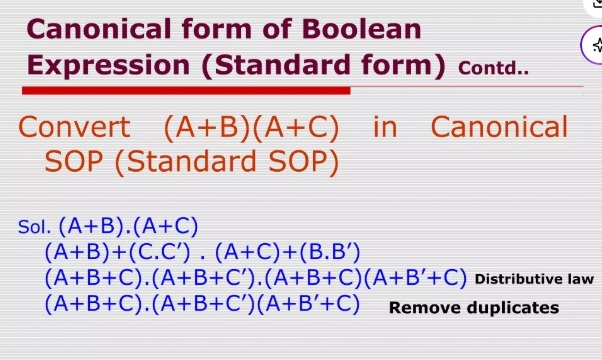 Canonical form of Boolean
Expression (Standard form) Contd..
Convert (A+B)(A+C) in Canonical
SOP (Standard SOP)
Sol. (A+B).(A+C)
(A+B)+(C.C’) . (A+C)+(B.B’)
(A+B+C).(A+B+C’).(A+B+C)(A+B’+C) Distributive law
(A+B+C).(A+B+C’)(A+B’+C) Remove duplicates